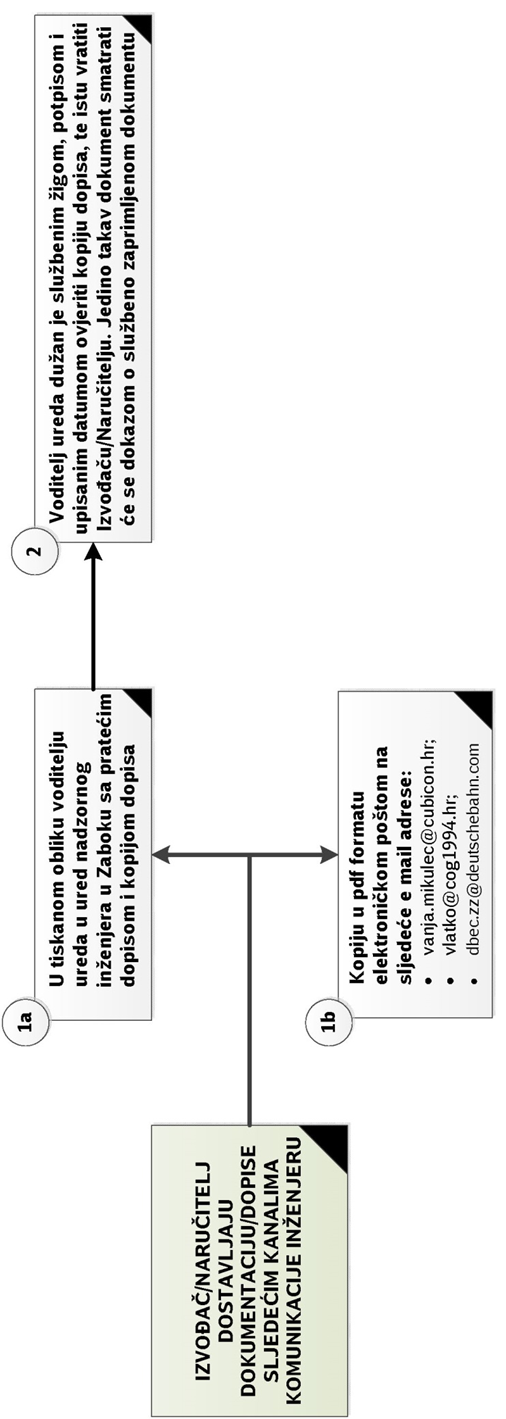 IZVOĐAČ/NARUČITELJ
DOSTAVLJAJU
DOKUMENTACIJU/DOPISE
SLJEDEĆIM KANALIMA
KOMUNIKACIJE INŽENJERU
1a
U tiskanom obliku voditelju
ureda u ured nadzornog
inženjera u Zaboku sa pratećim
dopisom i kopijom dopisa
1b
Kopiju u pdf formatu
elektroničkom poštom na
sljedeće e mail adrese:
• vanja.mikulec@cubicon.hr;
• vlatko@cog1994.hr;
• dbec.zz@deutschebahn.com
2
Voditelj ureda dužan je službenim žigom, potpisom i
upisanim datumom ovjeriti kopiju dopisa, te istu vratiti
Izvođaču/Naručitelju. Jedino takav dokument smatrati
će se dokazom o službeno zaprimljenom dokumentu